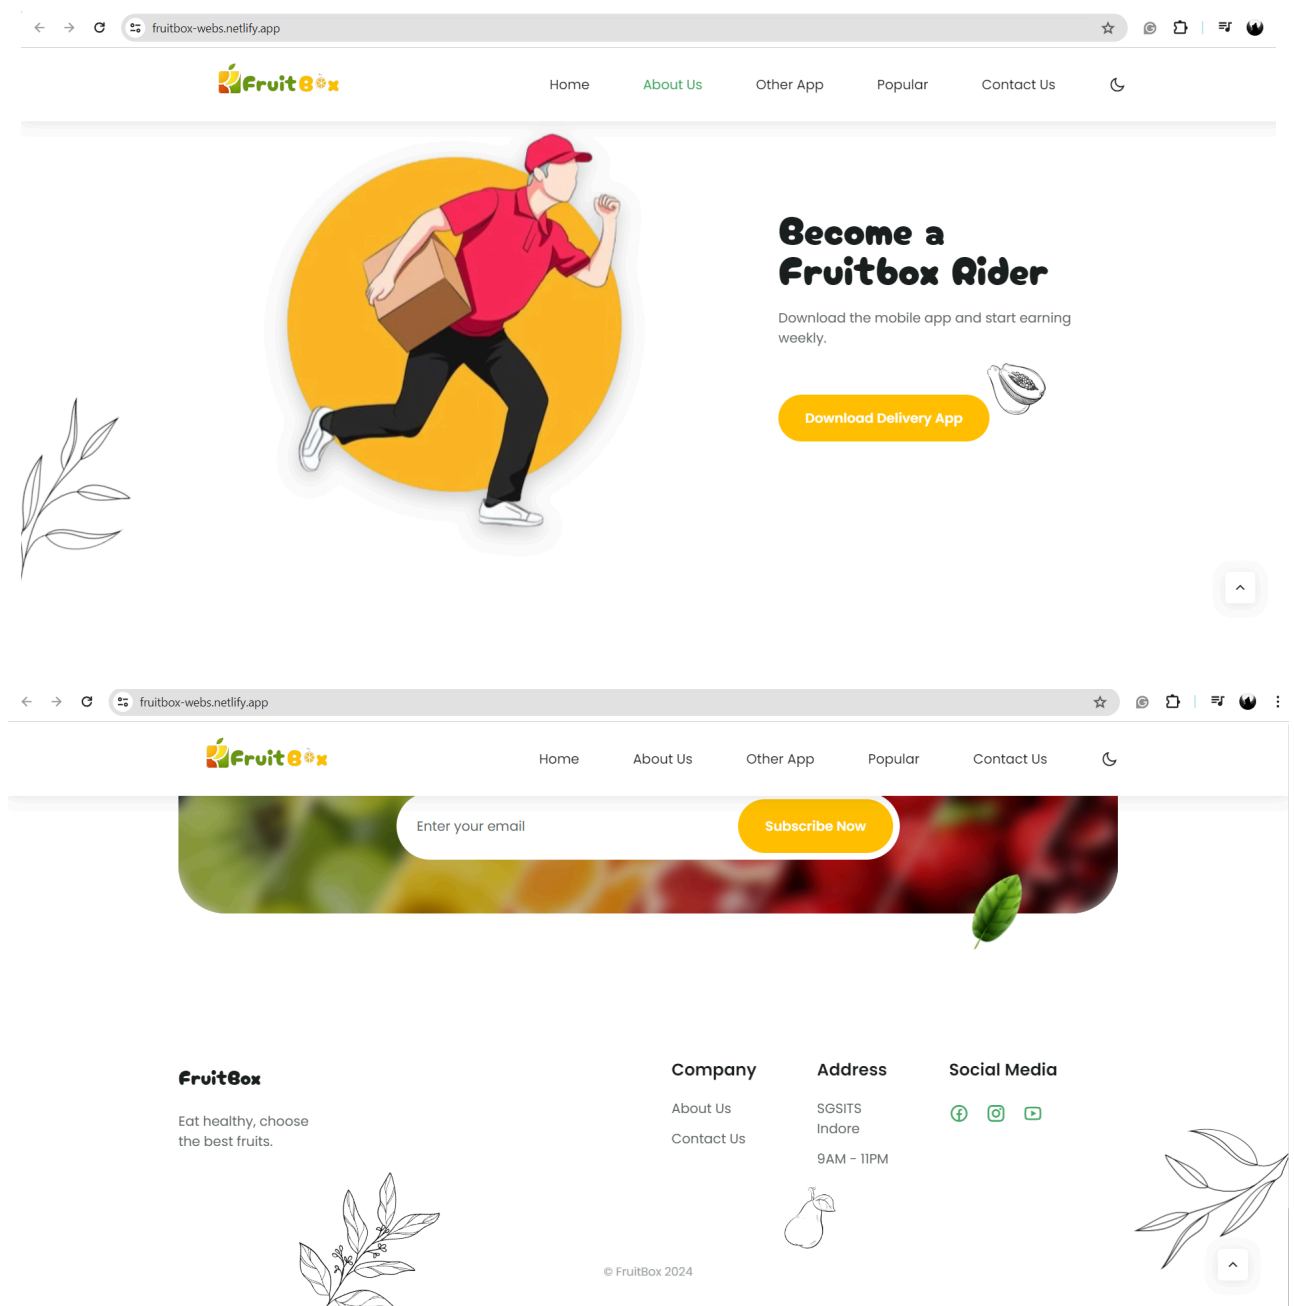 fruitbox-webs.netlify.app
FruitBox
Home
About Us
Other App
Popular
Contact Us
Become a
Fruitbox Rider
Download the mobile app and start earning
weekly.
Download Delivery App
fruitbox-webs.netlify.app
FruitBox
Home
About Us
Other App
Popular
Contact Us
Enter your email
Subscribe Now
FruitBox
Eat healthy, choose
the best fruits.
Company
About Us
Contact Us
Address
SGSITS
Indore
9AM - 11PM
Social Media
© FruitBox 2024